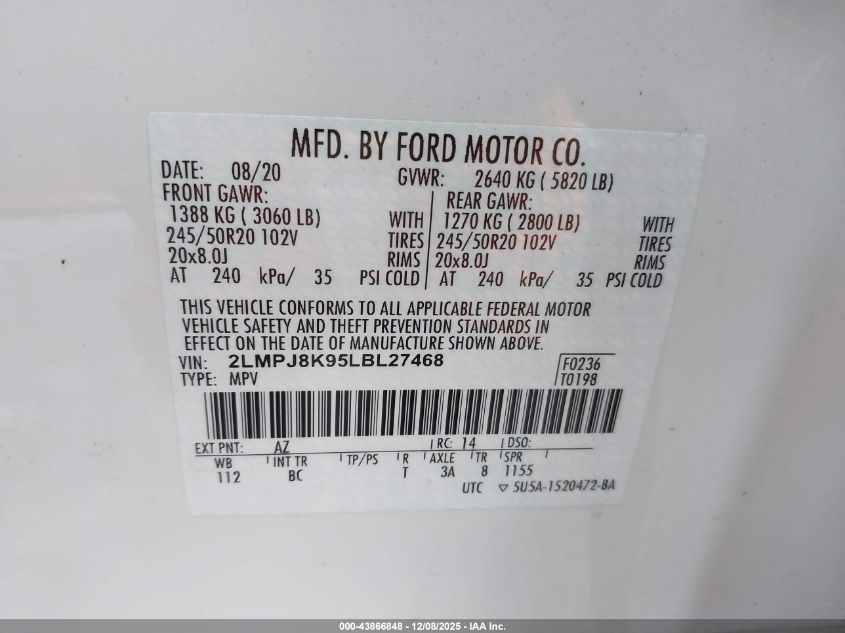 MFD. BY FORD MOTOR CO.
DATE: 08/20 GVWR: 2640 KG ( 5820 LB)
FRONT GAWR: REAR GAWR:
1388 KG ( 3060 LB) WITH 1270 KG ( 2800 LB) WITH
245/50R20 102V TIRES 245/50R20 102V TIRES
20x8.0J RIMS 20x8.0J RIMS
AT 240 kPa/ 35 PSI COLD AT 240 kPa/ 35 PSI COLD
THIS VEHICLE CONFORMS TO ALL APPLICABLE FEDERAL MOTOR
VEHICLE SAFETY AND THEFT PREVENTION STANDARDS IN
EFFECT ON THE DATE OF MANUFACTURE SHOWN ABOVE.
VIN: 2LMPJ8K95LBL27468 F0236
TYPE: MPV T0198
EXT PNT: AZ RC: 14 DSO:
WB INT TR TP/PS R AXLE TR SPR
112 BC T 3A 8 1155
UTC ▽ 5U5A-1520472-BA
000-43866848 - 12/08/2025 - IAA Inc.